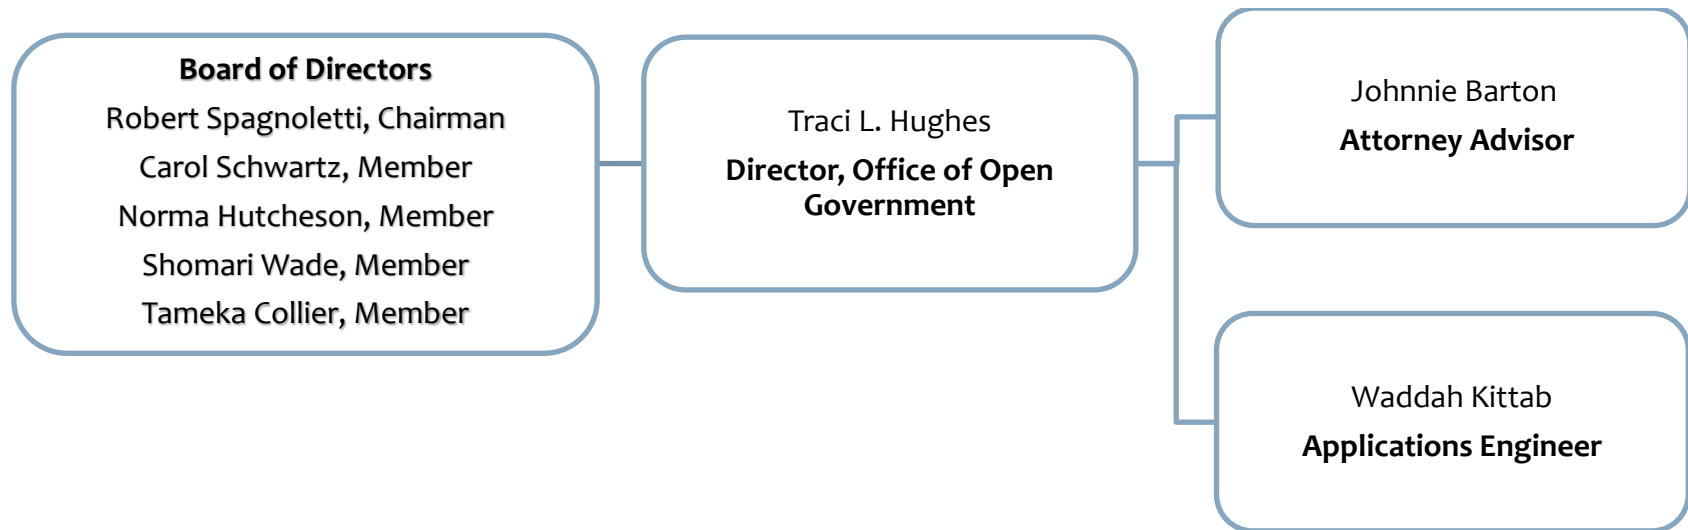 Board of Directors
Robert Spagnoletti, Chairman
Carol Schwartz, Member
Norma Hutcheson, Member
Shomari Wade, Member
Tameka Collier, Member
Traci L. Hughes
Director, Office of Open
Government
Johnnie Barton
Attorney Advisor
Waddah Kittab
Applications Engineer